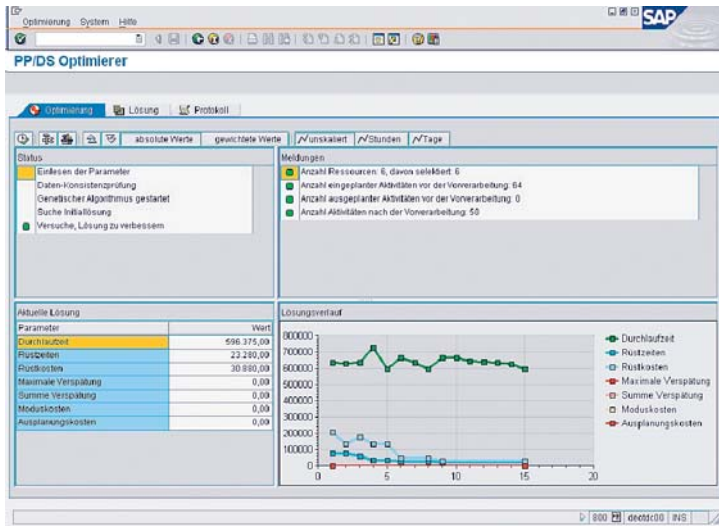 Optimierung System Hilfe
SAP
PP/DS Optimierer
Optimierung Lösung Protokoll
absolute Werte gewichtete Werte unskaliert Stunden Tage
Status
Einlesen der Parameter
Daten-Konsistenzprüfung
Genetischer Algorithmus gestartet
Suche Initiallösung
Versuche, Lösung zu verbessern
Meldungen
Anzahl Ressourcen: 6, davon selektiert: 6
Anzahl eingeplanter Aktivitäten vor der Vorverarbeitung: 64
Anzahl ausgeplanter Aktivitäten vor der Vorverarbeitung: 0
Anzahl Aktivitäten nach der Vorverarbeitung: 50
Aktuelle Lösung
Parameter Wert
Durchlaufzeit 596.375,00
Rüstzeiten 23.280,00
Rüstkosten 30.880,00
Maximale Verspätung 0,00
Summe Verspätung 0,00
Moduskosten 0,00
Ausplanungskosten 0,00
Lösungsverlauf
800000
700000
600000
500000
400000
300000
200000
100000
0
0 5 10 15 20
Durchlaufzeit
Rüstzeiten
Rüstkosten
Maximale Verspätung
Summe Verspätung
Moduskosten
Ausplanungskosten
800 INS